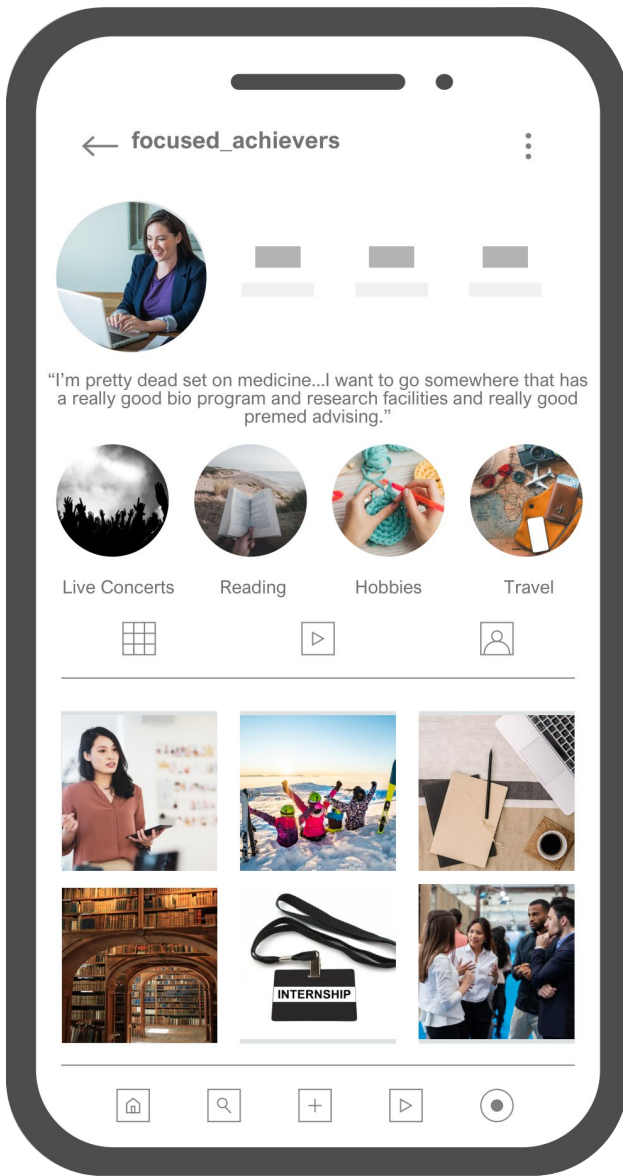 focused_achievers
“I'm pretty dead set on medicine...I want to go somewhere that has
a really good bio program and research facilities and really good
premed advising.”
Live Concerts
Reading
Hobbies
Travel
INTERNSHIP